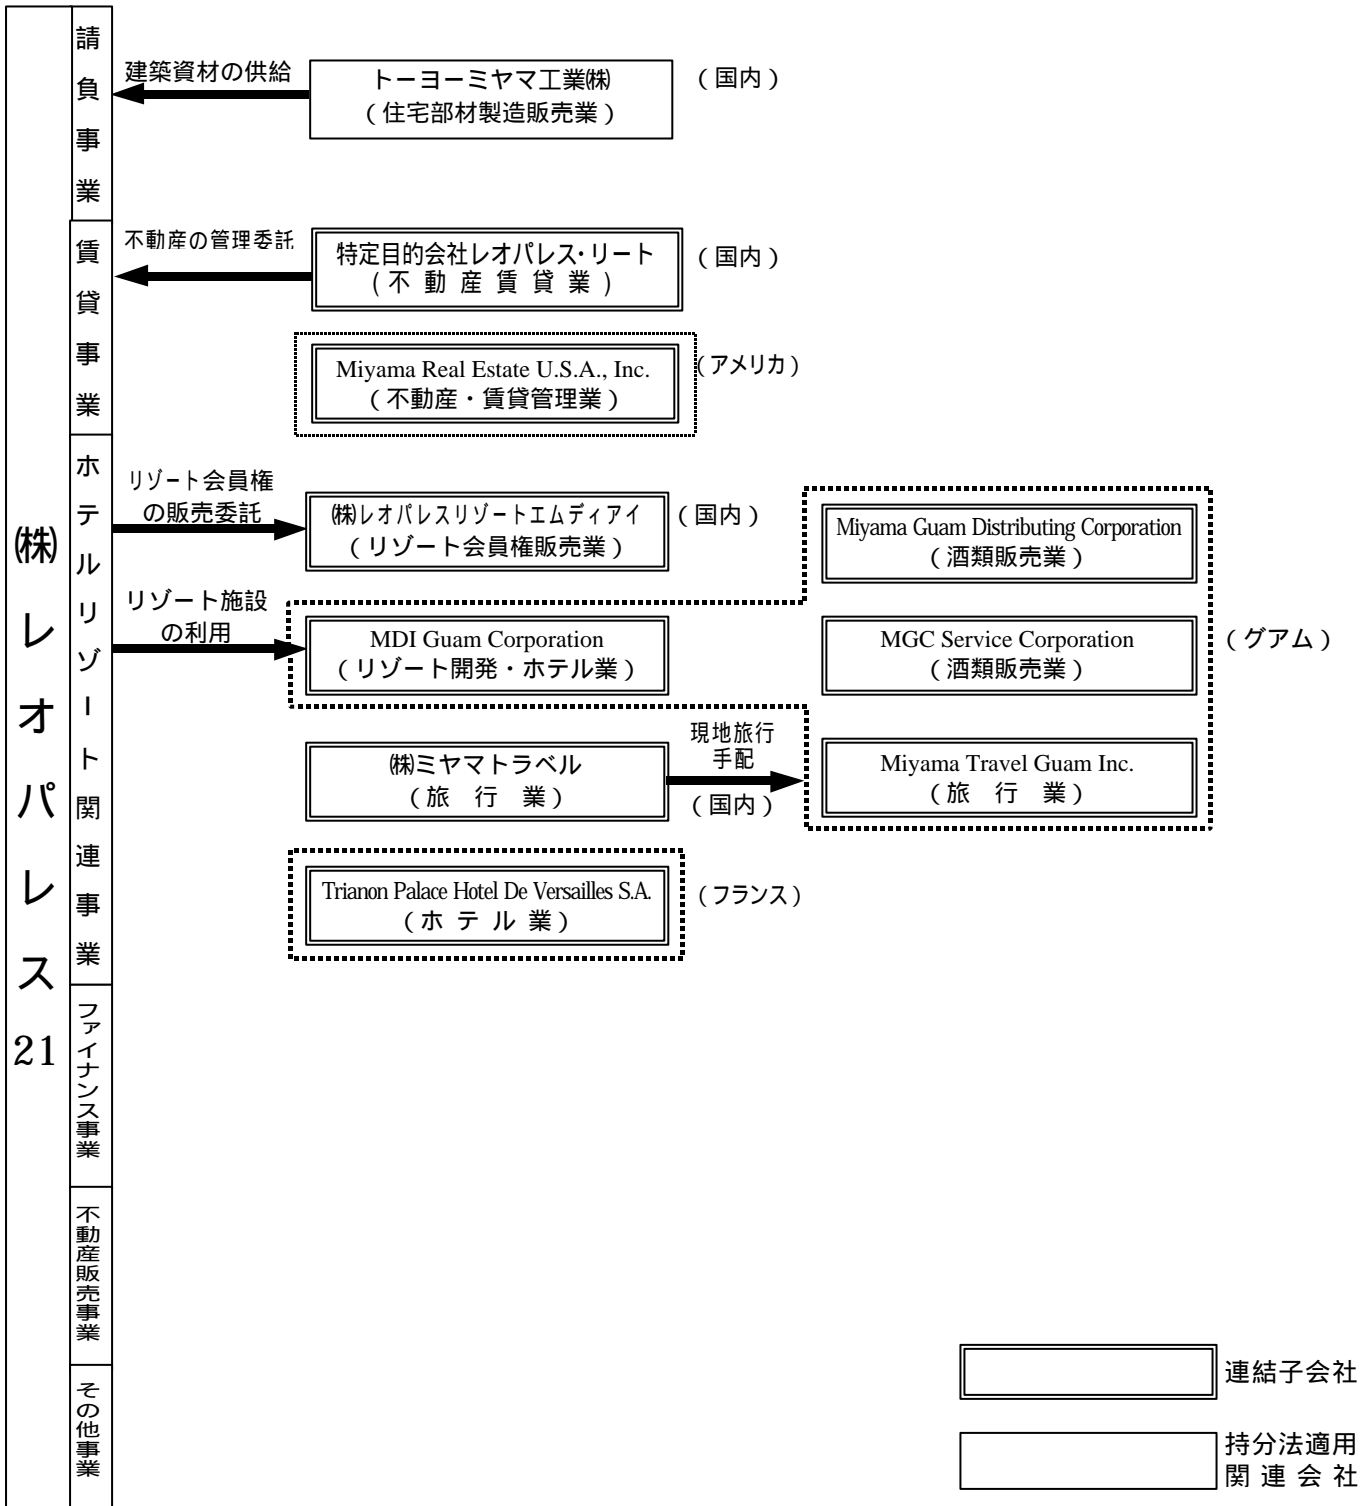 ㈱レオパレス21
請負事業
建築資材の供給
トーヨーミヤマ工業㈱
（住宅部材製造販売業）
（国内）
賃貸事業
不動産の管理委託
特定目的会社レオパレス・リート
(不動産賃貸業)
（国内）
Miyama Real Estate U.S.A., Inc.
（不動産・賃貸管理業）
（アメリカ）
ホテルリゾート関連事業
リゾート会員権
の販売委託
㈱レオパレスリゾートエムディアイ
（リゾート会員権販売業）
（国内）
Miyama Guam Distributing Corporation
（酒類販売業）
リゾート施設
の利用
MDI Guam Corporation
（リゾート開発・ホテル業）
MGC Service Corporation
（酒類販売業）
（グアム）
㈱ミヤマトラベル
（旅　行　業）
現地旅行
手配
（国内）
Miyama Travel Guam Inc.
（旅　行　業）
Trianon Palace Hotel De Versailles S.A.
（ホ テ ル 業）
（フランス）
ファイナンス事業
不動産販売事業
その他事業
連結子会社
持分法適用
関 連 会 社